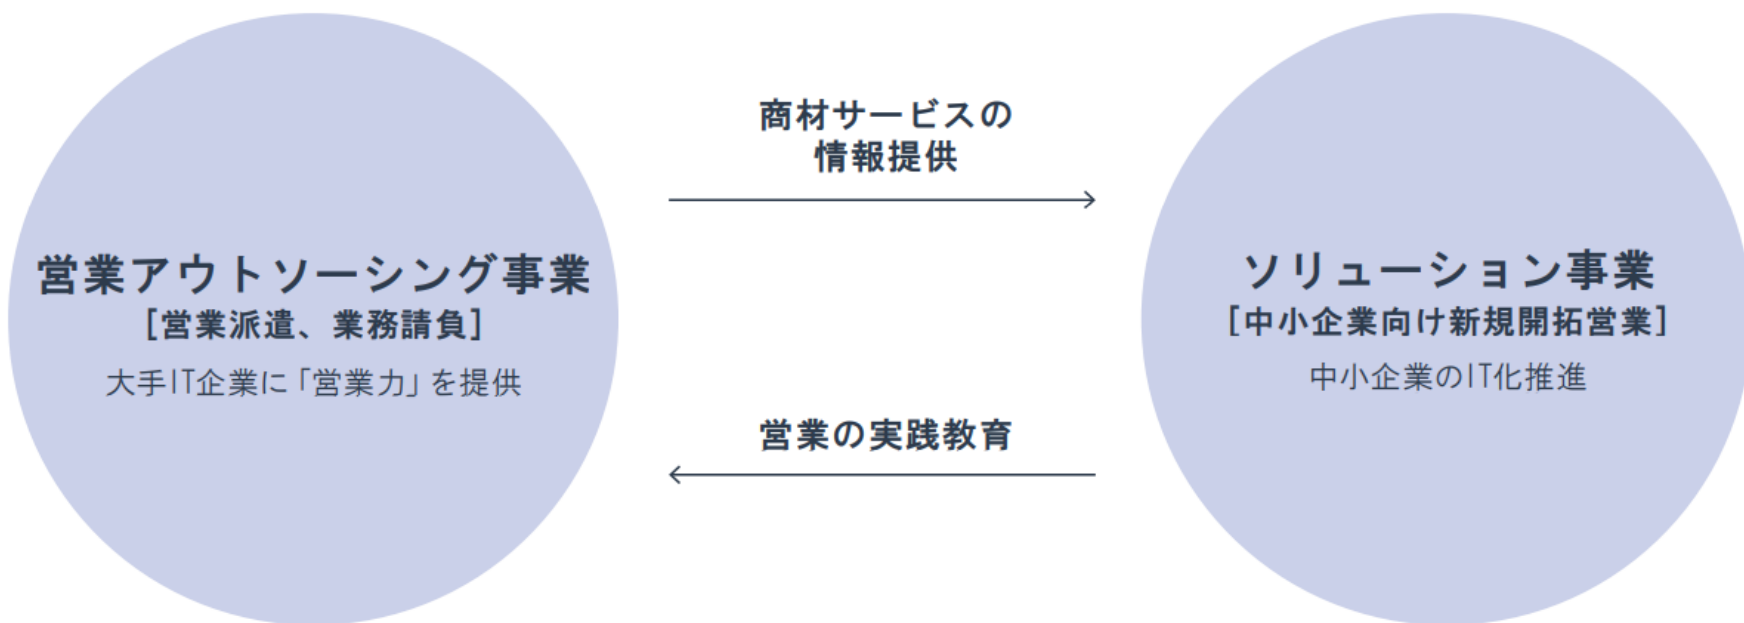 営業アウトソーシング事業
[営業派遣、業務請負]
大手IT企業に「営業力」を提供
商材サービスの
情報提供
営業の実践教育
ソリューション事業
[中小企業向け新規開拓営業]
中小企業のIT化推進